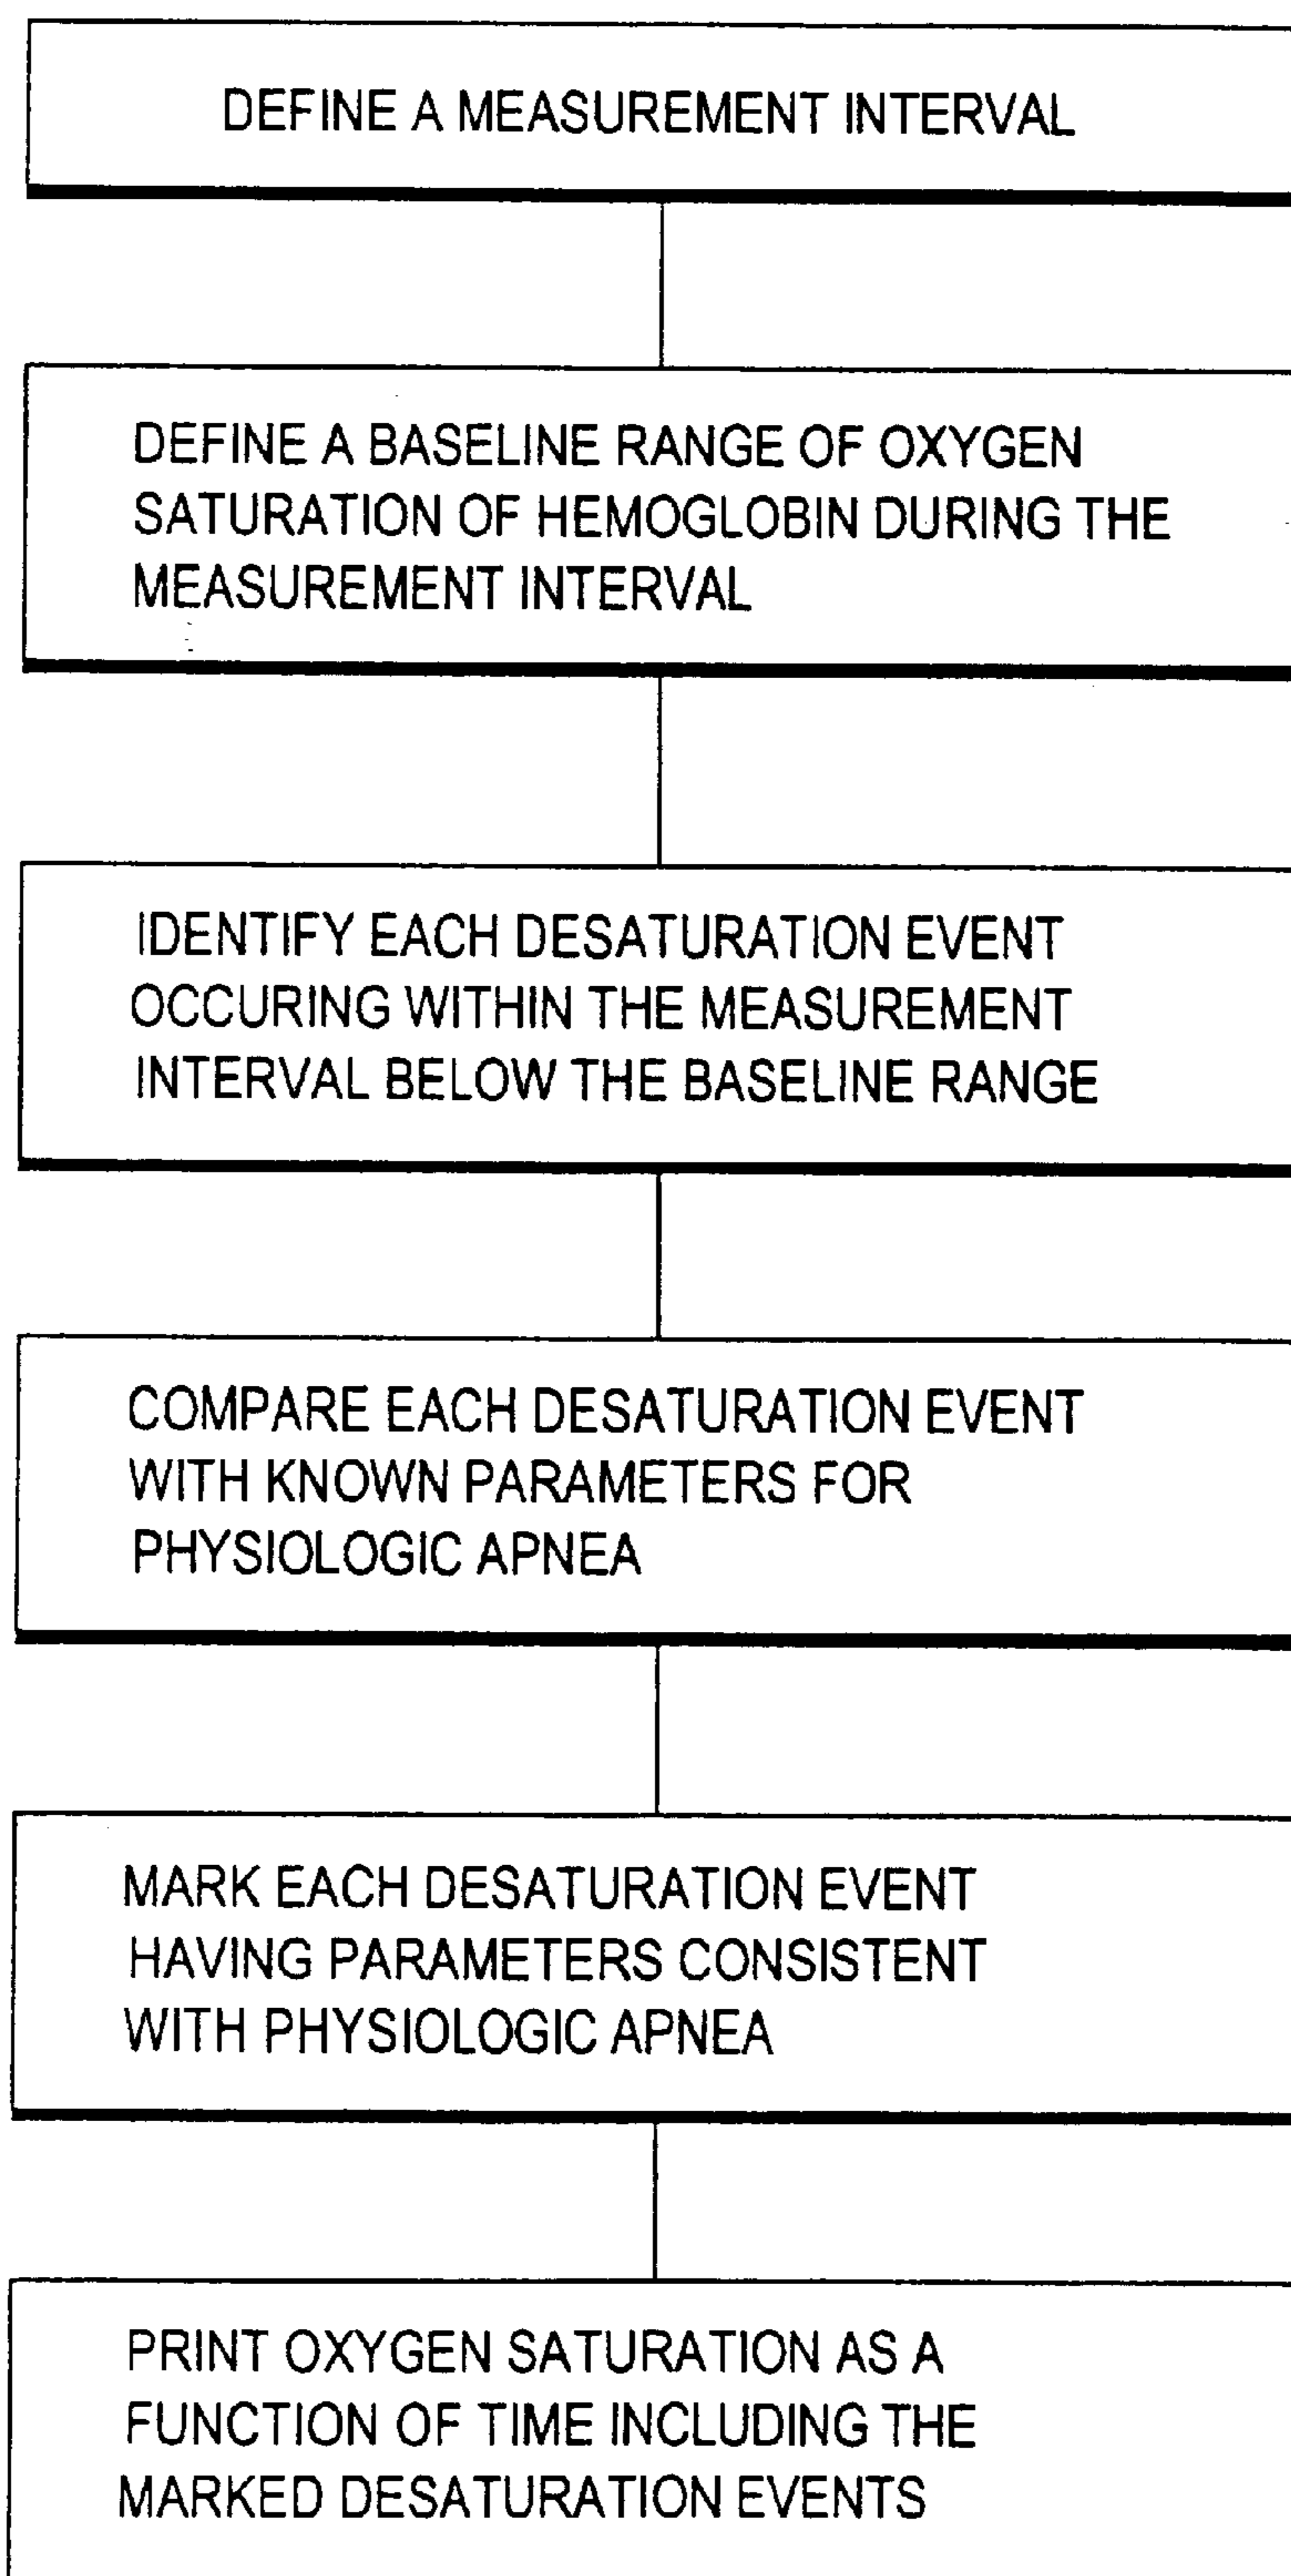 DEFINE A MEASUREMENT INTERVAL
DEFINE A BASELINE RANGE OF OXYGEN
SATURATION OF HEMOGLOBIN DURING THE
MEASUREMENT INTERVAL
IDENTIFY EACH DESATURATION EVENT
OCCURING WITHIN THE MEASUREMENT
INTERVAL BELOW THE BASELINE RANGE
COMPARE EACH DESATURATION EVENT
WITH KNOWN PARAMETERS FOR
PHYSIOLOGIC APNEA
MARK EACH DESATURATION EVENT
HAVING PARAMETERS CONSISTENT
WITH PHYSIOLOGIC APNEA
PRINT OXYGEN SATURATION AS A
FUNCTION OF TIME INCLUDING THE
MARKED DESATURATION EVENTS